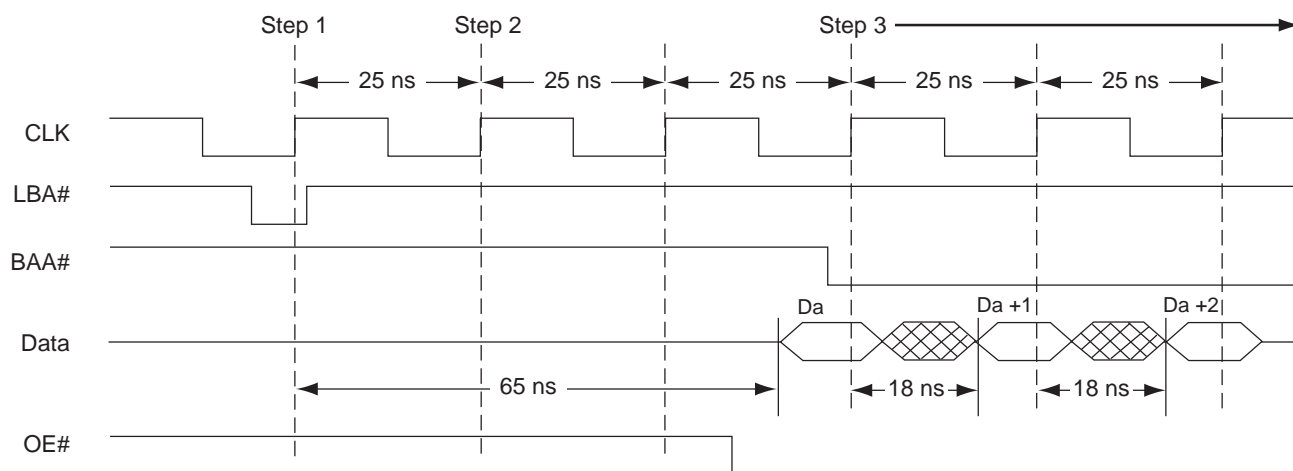 Step 1 Step 2 Step 3
25 ns 25 ns 25 ns 25 ns 25 ns
CLK
LBA#
BAA#
Da Da +1 Da +2
Data
65 ns 18 ns 18 ns
OE#